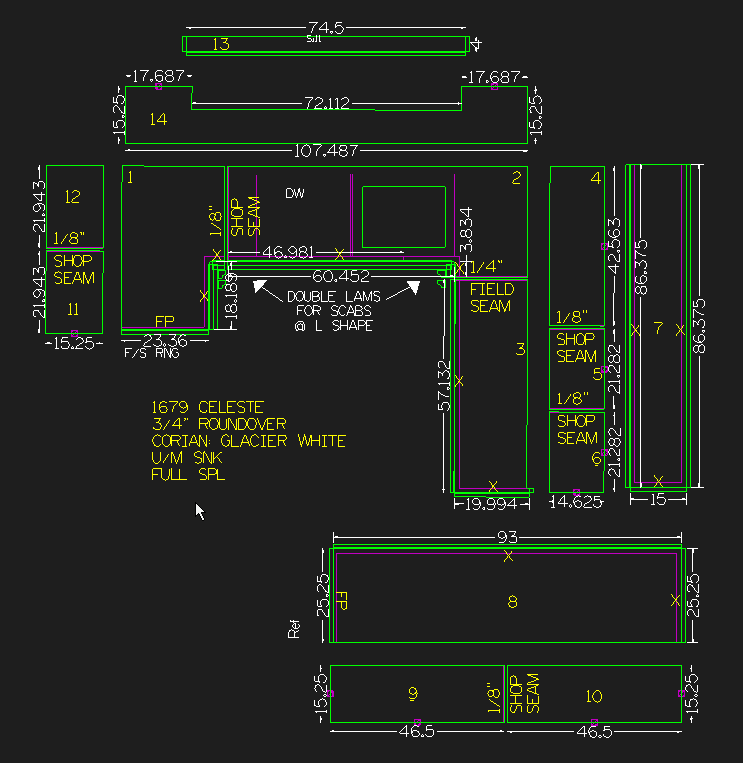 74.5
Sill
13
4
17.687
17.687
15.25
72.112
15.25
14
107.487
1
2
4
12
DW
21.943
1/8"
SHOP
SEAM
3.834
42.563
1/8"
46.981
86.375
SHOP
SEAM
60.452
1/4"
FIELD
SEAM
21.943
11
18.189
DOUBLE LAMS
FOR SCABS
@ L SHAPE
FP
1/8"
7
86.375
15.25
23.36
F/S RNG
3
SHOP
SEAM
5
21.282
57.132
1/8"
1679 CELESTE
3/4" ROUNDOVER
CORIAN: GLACIER WHITE
U/M SNK
FULL SPL
SHOP
SEAM
6
21.282
19.994
14.625
15
93
25.25
FP
8
25.25
Ref
15.25
9
1/8"
SHOP
SEAM
10
15.25
46.5
46.5